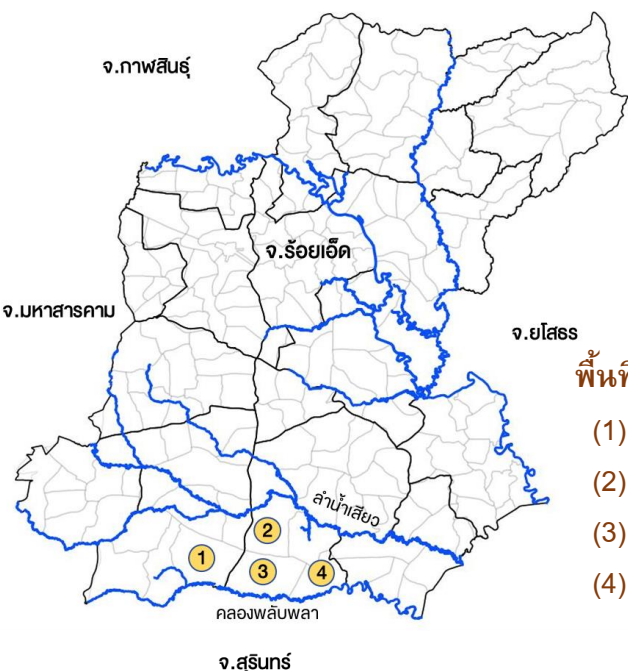 จ.กาฬสินธุ์
จ.ร้อยเอ็ด
จ.มหาสารคาม
จ.ยโสธร
พื้นที
(1)
(2)
(3)
(4)
ลำน้ำเสียว
2
1
3
4
คลองพลับพลา
จ.สุรินทร์